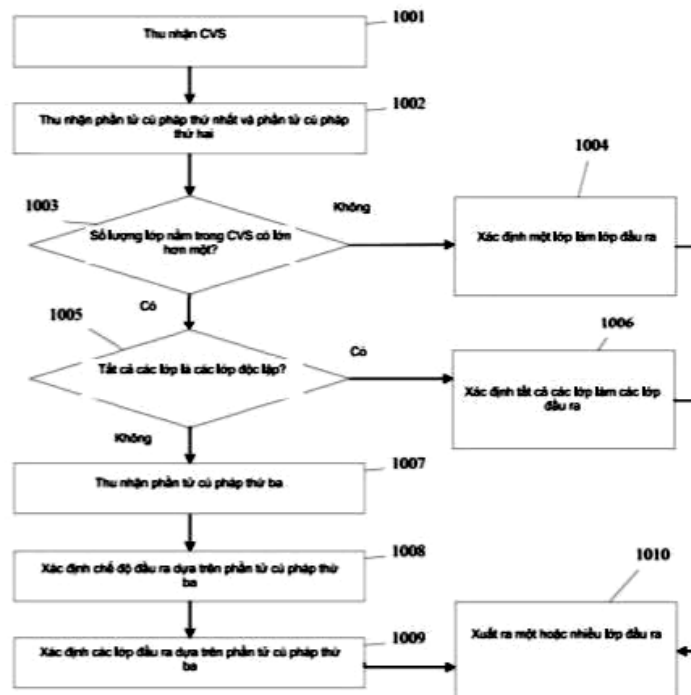 1001
Thu nhận CVS
1002
Thu nhận phần tử cú pháp thứ nhất và phần tử cú pháp
thứ hai
1003
Số lượng lớp nằm trong CVS có lớn
hơn một?
Không
1004
Xác định một lớp làm lớp đầu ra
Có
1005
Tất cả các lớp là các lớp độc lập?
Có
1006
Xác định tất cả các lớp làm các lớp
đầu ra
Không
1007
Thu nhận phần tử cú pháp thứ ba
1008
Xác định chế độ đầu ra dựa trên phần tử cú pháp thứ
ba
1009
Xác định các lớp đầu ra dựa trên phần tử cú pháp thứ
ba
1010
Xuất ra một hoặc nhiều lớp đầu ra